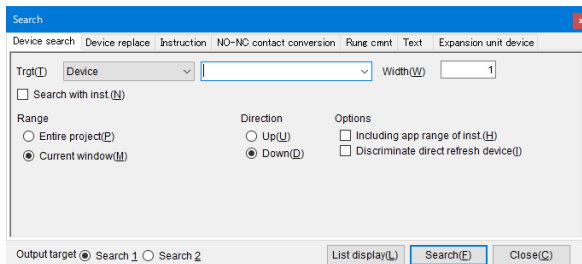 Search
Device search Device replace Instruction NO-NC contact conversion Rung cmnt Text Expansion unit device
Trgt(T) Device Width(W) 1
Search with inst.(N)
Range Direction Options
Entire project(P) Up(U) Including app range of inst.(H)
Current window(M) Down(D) Discriminate direct refresh device(I)
Output target Search 1 Search 2 List display(L) Search(F) Close(C)